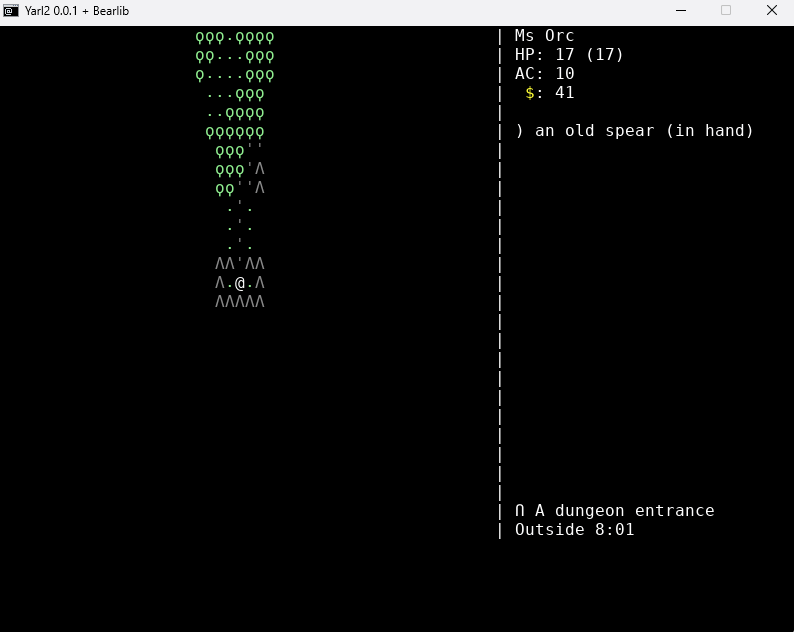 Yarl2 0.0.1 + Bearlib
ϙϙϙ.ϙϙϙϙ | Ms Orc
ϙϙ...ϙϙϙ | HP: 17 (17)
ϙ....ϙϙϙ | AC: 10
...ϙϙϙ | $: 41
..ϙϙϙϙ |
ϙϙϙϙϙϙ | ) an old spear (in hand)
ϙϙϙ'' |
ϙϙϙ'Λ |
ϙϙ''Λ |
.'. |
.'. |
.'. |
ΛΛ'ΛΛ |
Λ.@.Λ |
ΛΛΛΛΛ |
|
|
|
|
|
|
|
|
|
|
| Ո A dungeon entrance
| Outside 8:01